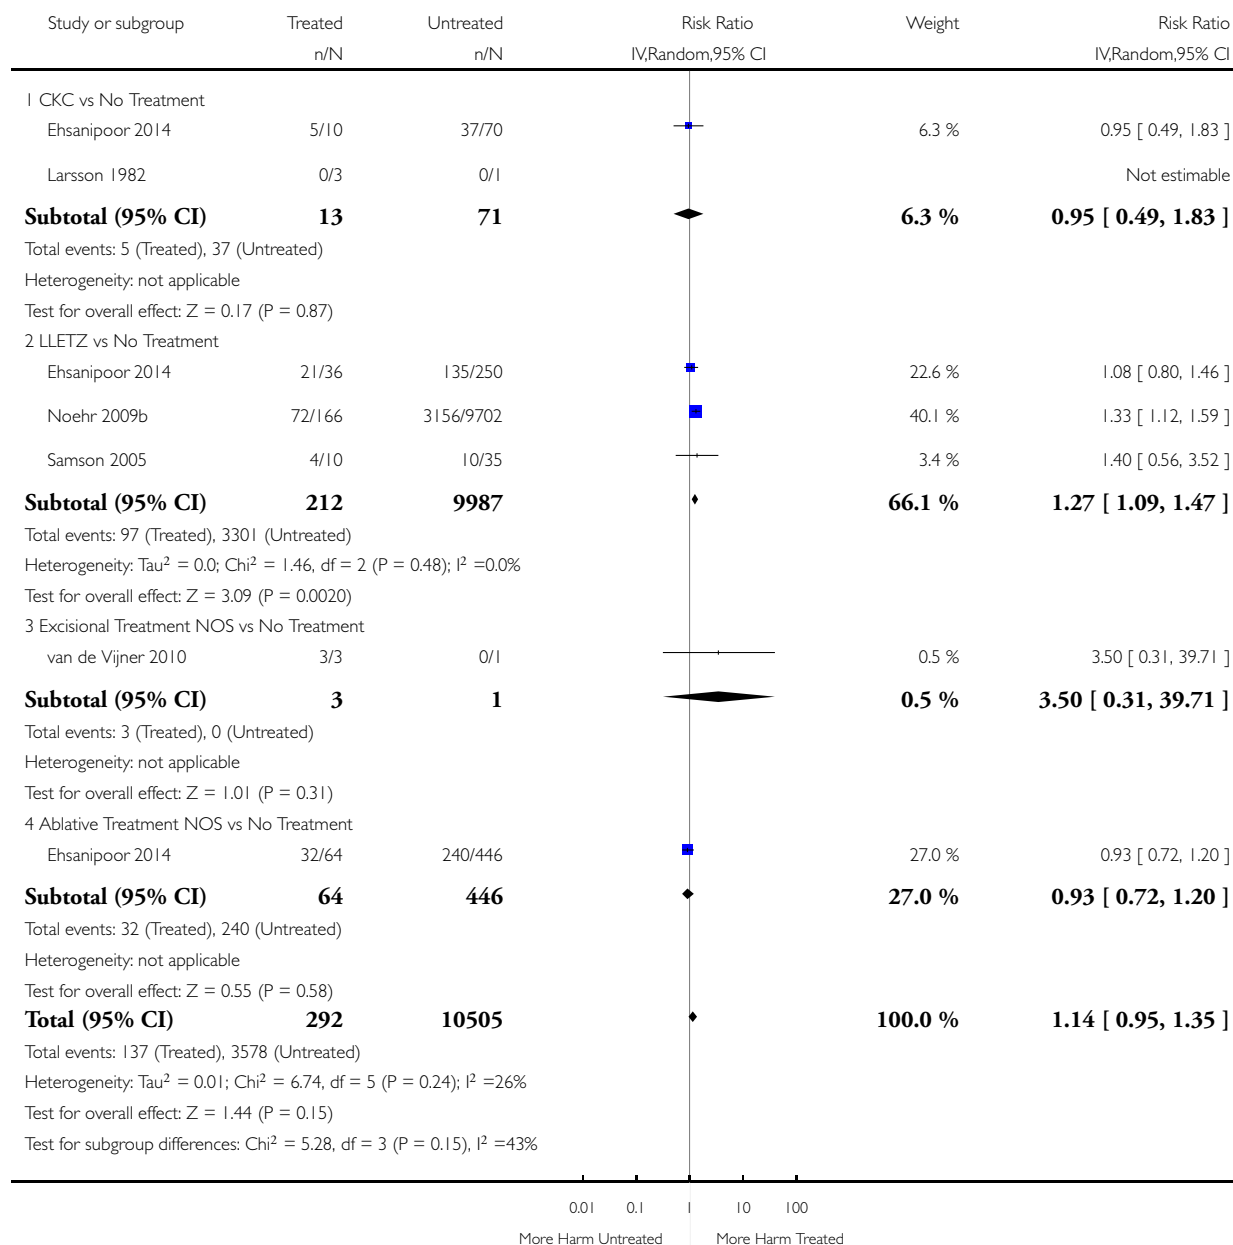 Study or subgroup Treated Untreated Risk Ratio Weight Risk Ratio
n/N n/N IV,Random,95% CI IV,Random,95% CI
1 CKC vs No Treatment
Ehsanipoor 2014 5/10 37/70 6.3 % 0.95 [ 0.49, 1.83 ]
Larsson 1982 0/3 0/1 Not estimable
Subtotal (95% CI) 13 71 6.3 % 0.95 [ 0.49, 1.83 ]
Total events: 5 (Treated), 37 (Untreated)
Heterogeneity: not applicable
Test for overall effect: Z = 0.17 (P = 0.87)
2 LLETZ vs No Treatment
Ehsanipoor 2014 21/36 135/250 22.6 % 1.08 [ 0.80, 1.46 ]
Noehr 2009b 72/166 3156/9702 40.1 % 1.33 [ 1.12, 1.59 ]
Samson 2005 4/10 10/35 3.4 % 1.40 [ 0.56, 3.52 ]
Subtotal (95% CI) 212 9987 66.1 % 1.27 [ 1.09, 1.47 ]
Total events: 97 (Treated), 3301 (Untreated)
Heterogeneity: Tau² = 0.0; Chi² = 1.46, df = 2 (P = 0.48); I² =0.0%
Test for overall effect: Z = 3.09 (P = 0.0020)
3 Excisional Treatment NOS vs No Treatment
van de Vijner 2010 3/3 0/1 0.5 % 3.50 [ 0.31, 39.71 ]
Subtotal (95% CI) 3 1 0.5 % 3.50 [ 0.31, 39.71 ]
Total events: 3 (Treated), 0 (Untreated)
Heterogeneity: not applicable
Test for overall effect: Z = 1.01 (P = 0.31)
4 Ablative Treatment NOS vs No Treatment
Ehsanipoor 2014 32/64 240/446 27.0 % 0.93 [ 0.72, 1.20 ]
Subtotal (95% CI) 64 446 27.0 % 0.93 [ 0.72, 1.20 ]
Total events: 32 (Treated), 240 (Untreated)
Heterogeneity: not applicable
Test for overall effect: Z = 0.55 (P = 0.58)
Total (95% CI) 292 10505 100.0 % 1.14 [ 0.95, 1.35 ]
Total events: 137 (Treated), 3578 (Untreated)
Heterogeneity: Tau² = 0.01; Chi² = 6.74, df = 5 (P = 0.24); I² =26%
Test for overall effect: Z = 1.44 (P = 0.15)
Test for subgroup differences: Chi² = 5.28, df = 3 (P = 0.15), I² =43%
0.01 0.1 1 10 100
More Harm Untreated More Harm Treated